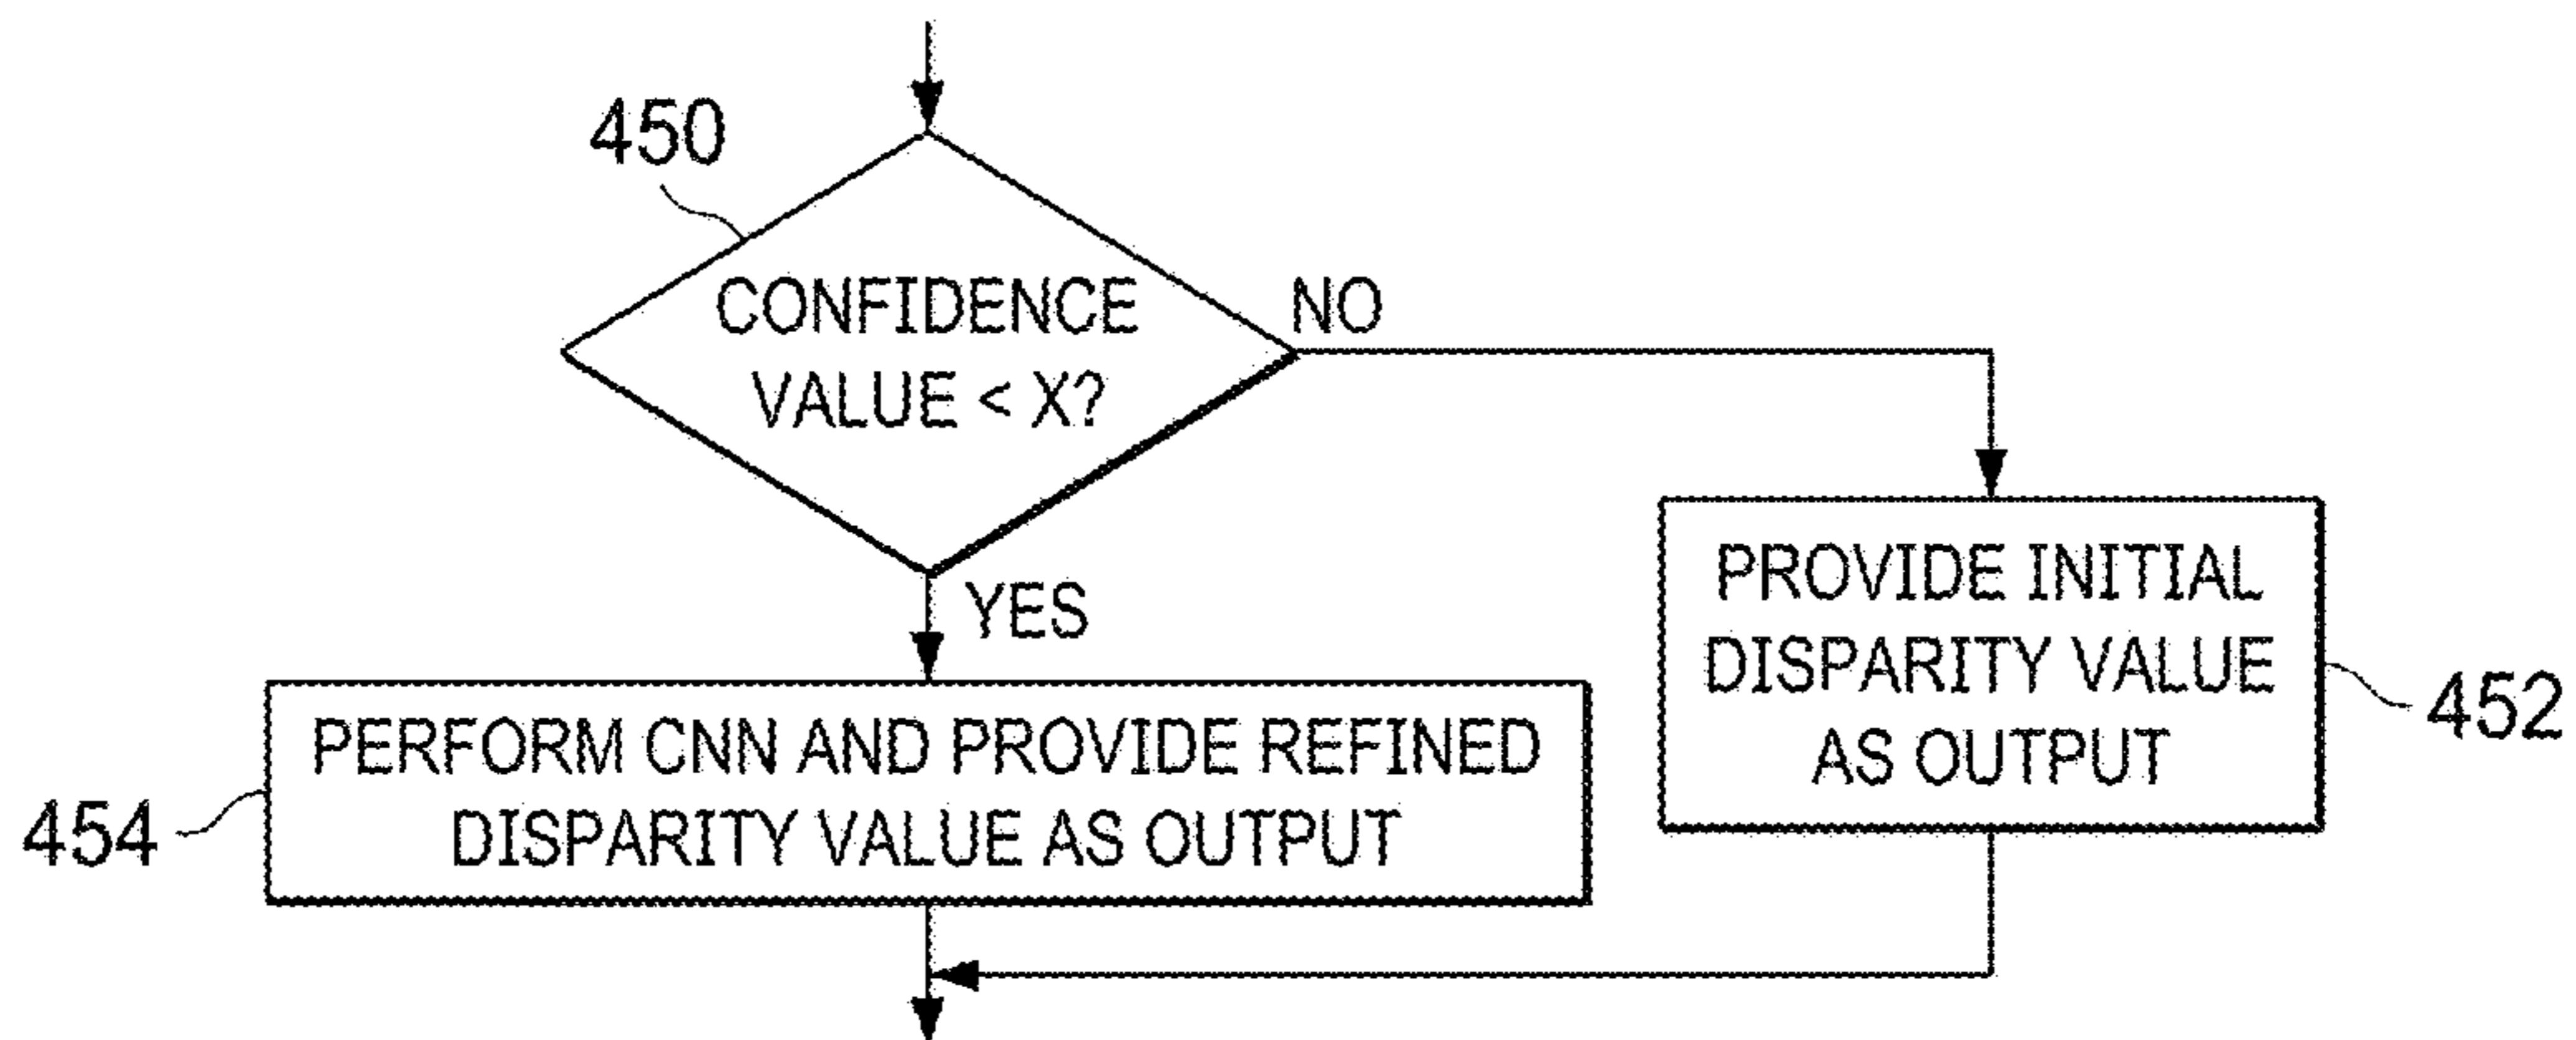 450
CONFIDENCE
VALUE < X?
NO
YES
PROVIDE INITIAL
DISPARITY VALUE
AS OUTPUT
452
PERFORM CNN AND PROVIDE REFINED
DISPARITY VALUE AS OUTPUT
454